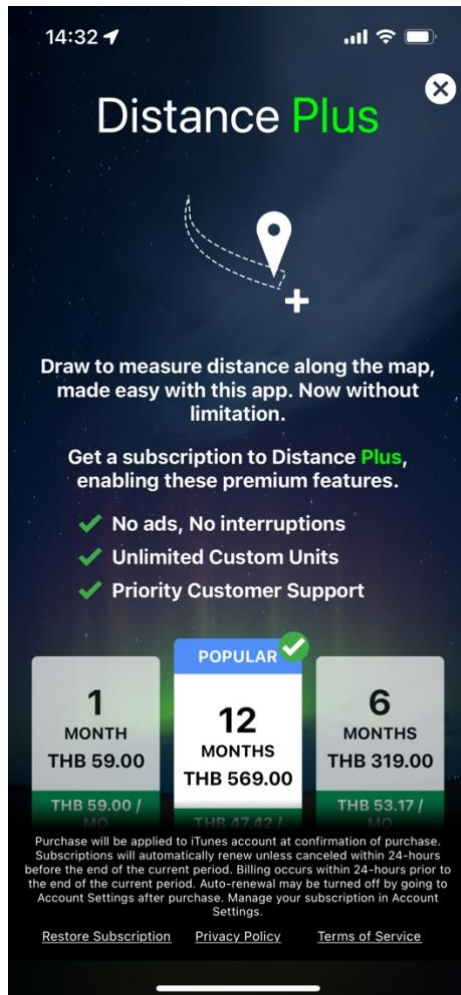 14:32
Distance Plus
Draw to measure distance along the map,
made easy with this app. Now without
limitation.
Get a subscription to Distance Plus,
enabling these premium features.
No ads, No interruptions
Unlimited Custom Units
Priority Customer Support
1
MONTH
THB 59.00
THB 59.00 /
MO
POPULAR
12
MONTHS
THB 569.00
THB 47.42 /
6
MONTHS
THB 319.00
THB 53.17 /
MO
Purchase will be applied to iTunes account at confirmation of purchase.
Subscriptions will automatically renew unless canceled within 24-hours
before the end of the current period. Billing occurs within 24-hours prior to
the end of the current period. Auto-renewal may be turned off by going to
Account Settings after purchase. Manage your subscription in Account
Settings.
Restore Subscription Privacy Policy Terms of Service